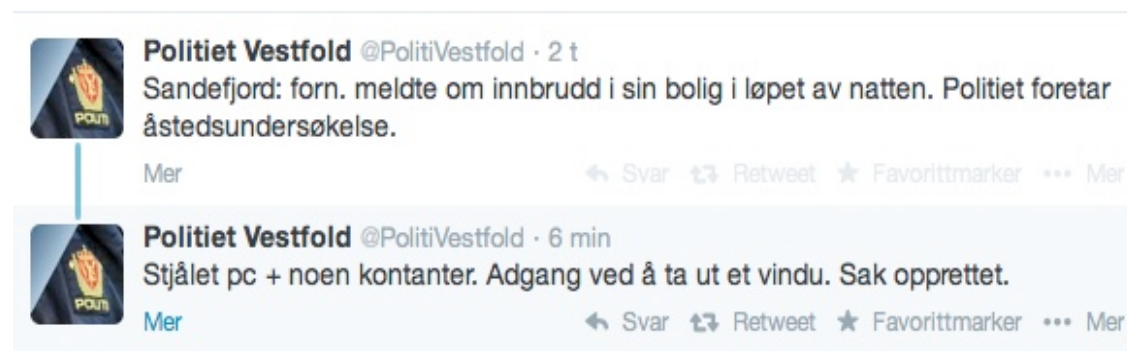 Politiet Vestfold @PolitiVestfold · 2 t
Sandefjord: forn. meldte om innbrudd i sin bolig i løpet av natten. Politiet foretar
åstedsundersøkelse.
Mer Svar Retweet Favorittmarker ••• Mer
POLITI
Politiet Vestfold @PolitiVestfold · 6 min
Stjålet pc + noen kontanter. Adgang ved å ta ut et vindu. Sak opprettet.
Mer Svar Retweet Favorittmarker ••• Mer
POLITI